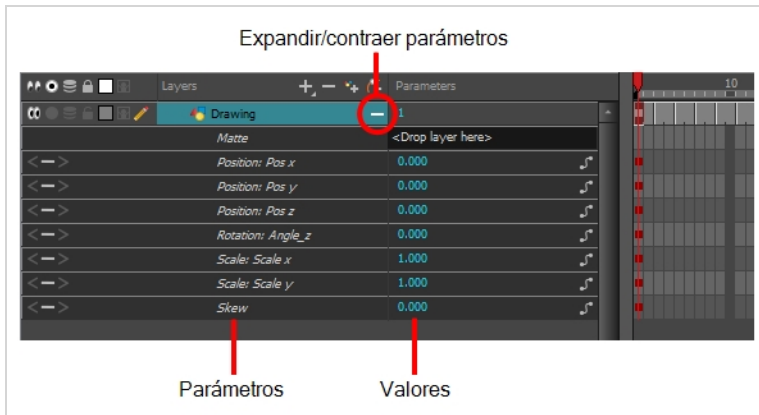 Expandir/contraer parámetros
Layers Parameters 10
Drawing 1
Matte <Drop layer here>
Position: Pos x 0.000
Position: Pos y 0.000
Position: Pos z 0.000
Rotation: Angle_z 0.000
Scale: Scale x 1.000
Scale: Scale y 1.000
Skew 0.000
Parámetros Valores